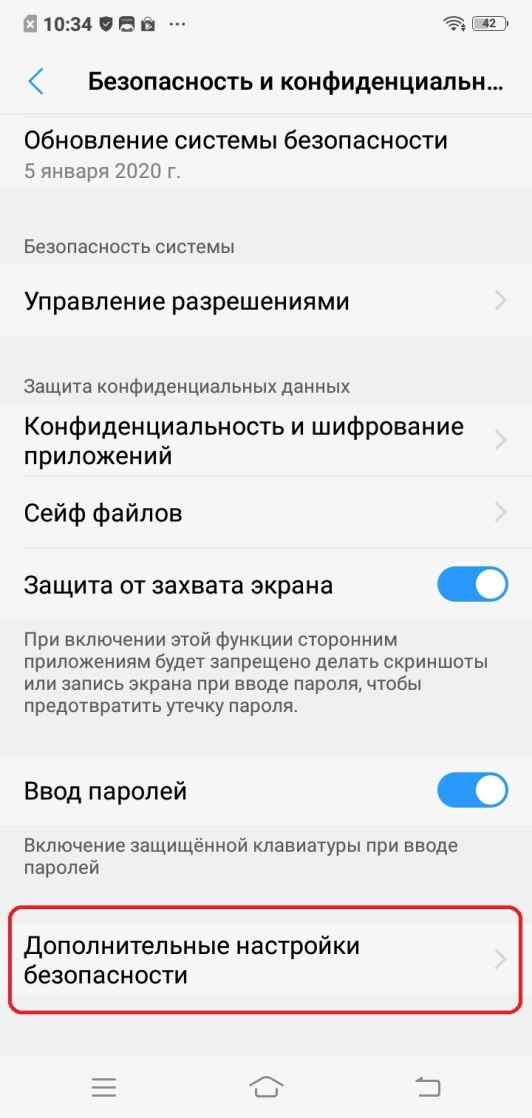 10:34 ... 42
Безопасность и конфиденциальн...
Обновление системы безопасности
5 января 2020 г.
Безопасность системы
Управление разрешениями
Защита конфиденциальных данных
Конфиденциальность и шифрование
приложений
Сейф файлов
Защита от захвата экрана
При включении этой функции сторонним
приложениям будет запрещено делать скриншоты
или запись экрана при вводе пароля, чтобы
предотвратить утечку пароля.
Ввод паролей
Включение защищённой клавиатуры при вводе
паролей
Дополнительные настройки
безопасности